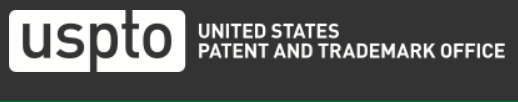 uspto
UNITED STATES
PATENT AND TRADEMARK OFFICE